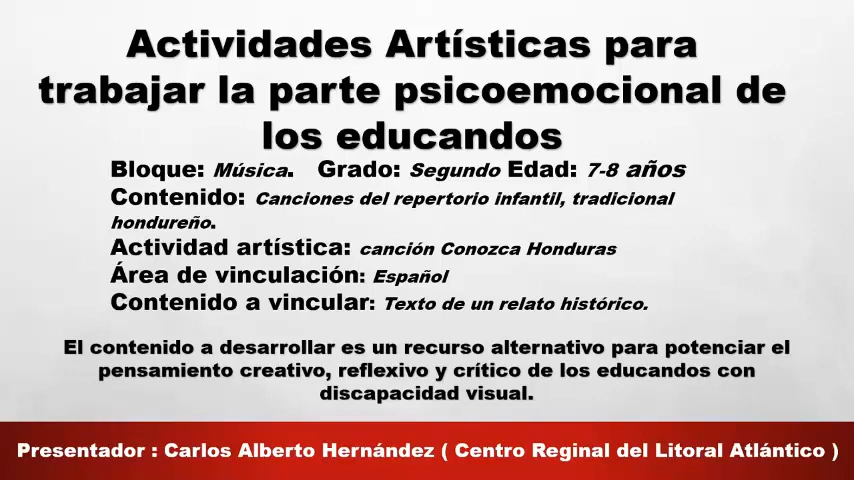 Actividades Artísticas para
trabajar la parte psicoemocional de
los educandos
Bloque: Música. Grado: Segundo Edad: 7-8 años
Contenido: Canciones del repertorio infantil, tradicional
hondureño.
Actividad artística: canción Conozca Honduras
Área de vinculación: Español
Contenido a vincular: Texto de un relato histórico.
El contenido a desarrollar es un recurso alternativo para potenciar el
pensamiento creativo, reflexivo y crítico de los educandos con
discapacidad visual.
Presentador : Carlos Alberto Hernández ( Centro Reginal del Litoral Atlántico )